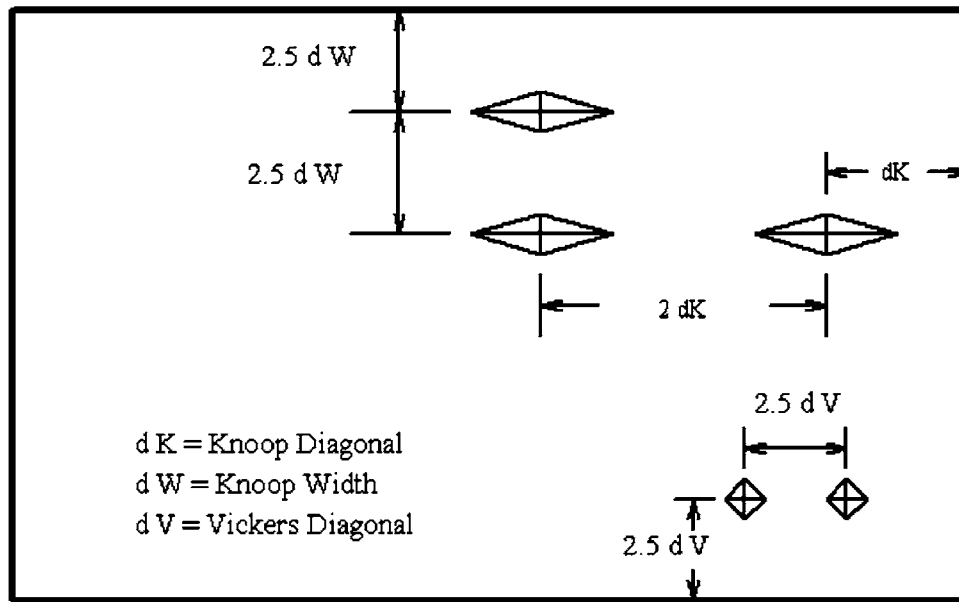 2.5 d W
2.5 d W
dK
2 dK
2.5 d V
d K = Knoop Diagonal
d W = Knoop Width
d V = Vickers Diagonal
2.5 d V